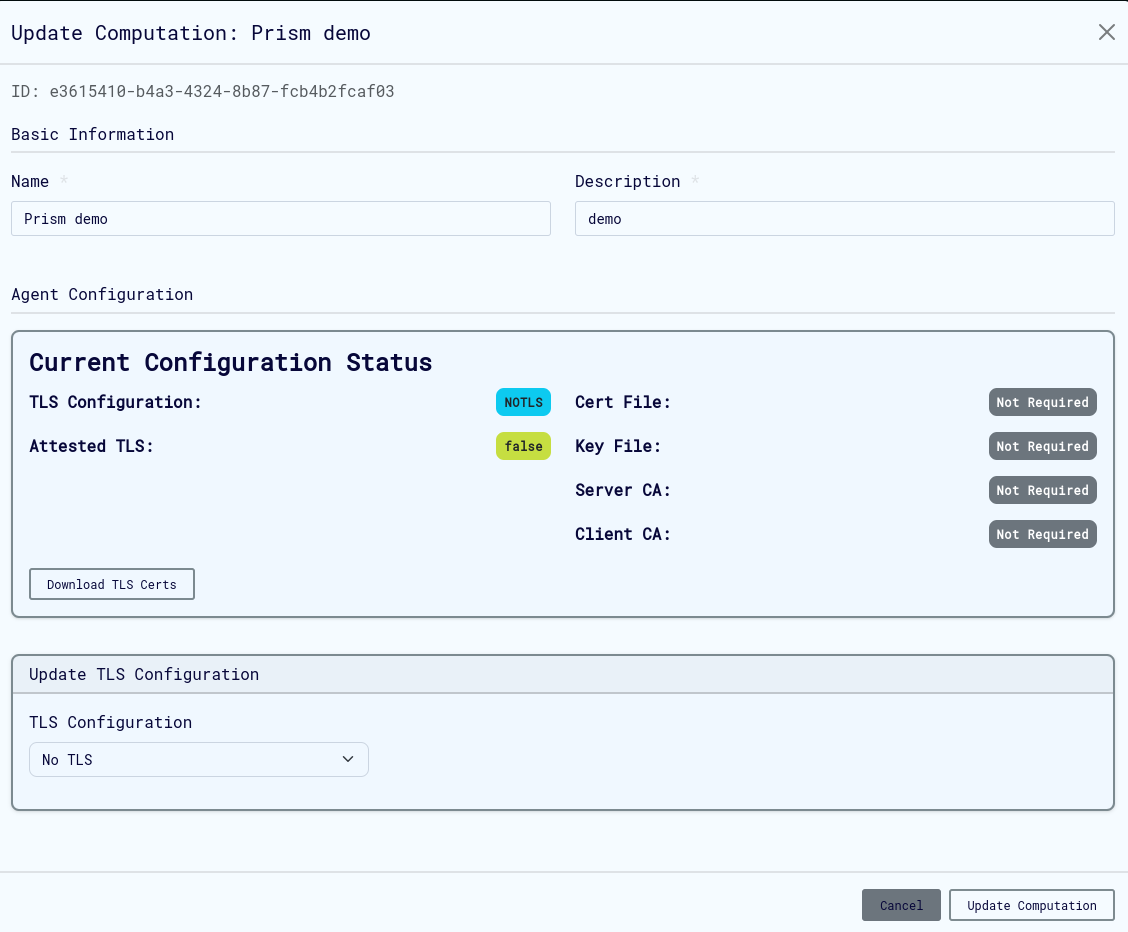 Update Computation: Prism demo
ID: e3615410-b4a3-4324-8b87-fcb4b2fcaf03
Basic Information
Name *
Description *
Prism demo
demo
Agent Configuration
Current Configuration Status
TLS Configuration: NOTLS
Cert File: Not Required
Attested TLS: false
Key File: Not Required
Server CA: Not Required
Client CA: Not Required
Download TLS Certs
Update TLS Configuration
TLS Configuration
No TLS
Cancel
Update Computation